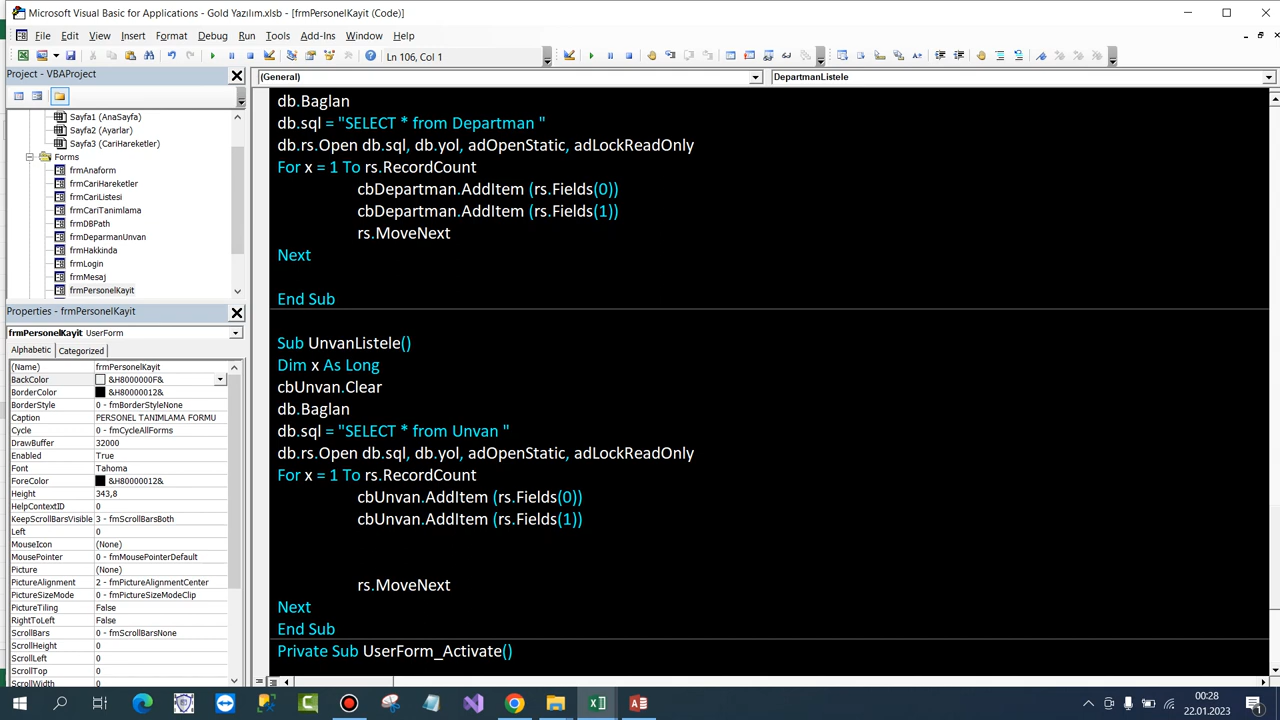 Microsoft Visual Basic for Applications - Gold Yazılım.xlsb - [frmPersonelKayit (Code)]
File Edit View Insert Format Debug Run Tools Add-Ins Window Help
Ln 106, Col 1
Project - VBAProject
Sayfa1 (AnaSayfa)
Sayfa2 (Ayarlar)
Sayfa3 (CariHareketler)
Forms
frmAnaform
frmCariHareketler
frmCariListesi
frmCariTanimlama
frmDBPath
frmDeparmanUnvan
frmHakkinda
frmLogin
frmMesaj
frmPersonelKayit
Properties - frmPersonelKayit
frmPersonelKayit UserForm
Alphabetic Categorized
(Name) frmPersonelKayit
BackColor &H8000000F&
BorderColor &H80000012&
BorderStyle 0 - fmBorderStyleNone
Caption PERSONEL TANIMLAMA FORMU
Cycle 0 - fmCycleAllForms
DrawBuffer 32000
Enabled True
Font Tahoma
ForeColor &H80000012&
Height 343,8
HelpContextID 0
KeepScrollBarsVisible 3 - fmScrollBarsBoth
Left 0
MouseIcon (None)
MousePointer 0 - fmMousePointerDefault
Picture (None)
PictureAlignment 2 - fmPictureAlignmentCenter
PictureSizeMode 0 - fmPictureSizeModeClip
PictureTiling False
RightToLeft False
ScrollBars 0 - fmScrollBarsNone
ScrollHeight 0
ScrollLeft 0
ScrollTop 0
ScrollWidth 0
(General) DepartmanListele
db.Baglan
db.sql = "SELECT * from Departman "
db.rs.Open db.sql, db.yol, adOpenStatic, adLockReadOnly
For x = 1 To rs.RecordCount
cbDepartman.AddItem (rs.Fields(0))
cbDepartman.AddItem (rs.Fields(1))
rs.MoveNext
Next
End Sub
Sub UnvanListele()
Dim x As Long
cbUnvan.Clear
db.Baglan
db.sql = "SELECT * from Unvan "
db.rs.Open db.sql, db.yol, adOpenStatic, adLockReadOnly
For x = 1 To rs.RecordCount
cbUnvan.AddItem (rs.Fields(0))
cbUnvan.AddItem (rs.Fields(1))
rs.MoveNext
Next
End Sub
Private Sub UserForm_Activate()
00:28
22.01.2023